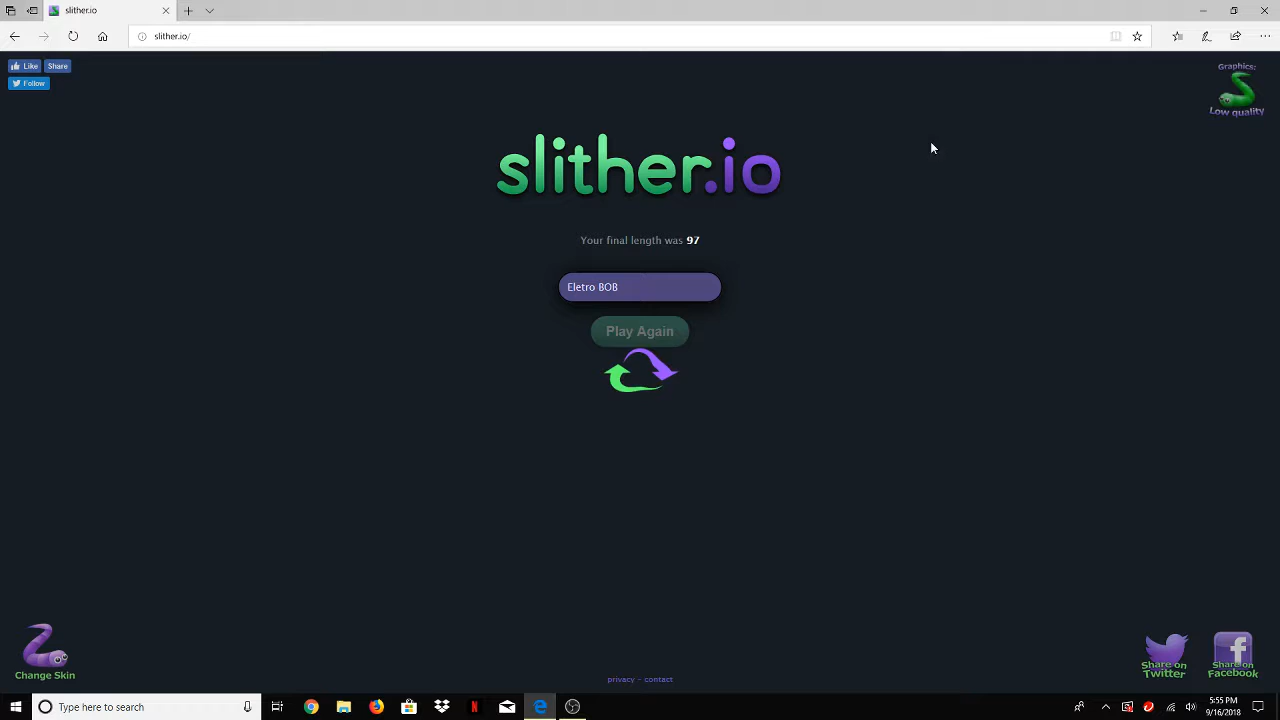 slither.io
slither.io/
Like Share
Follow
Graphics:
Low quality
slither.io
Your final length was 97
Eletro BOB
Play Again
Change Skin
privacy - contact
Share on
Twitter
Share on
Facebook
Type here to search
5:55 PM
9/16/2018